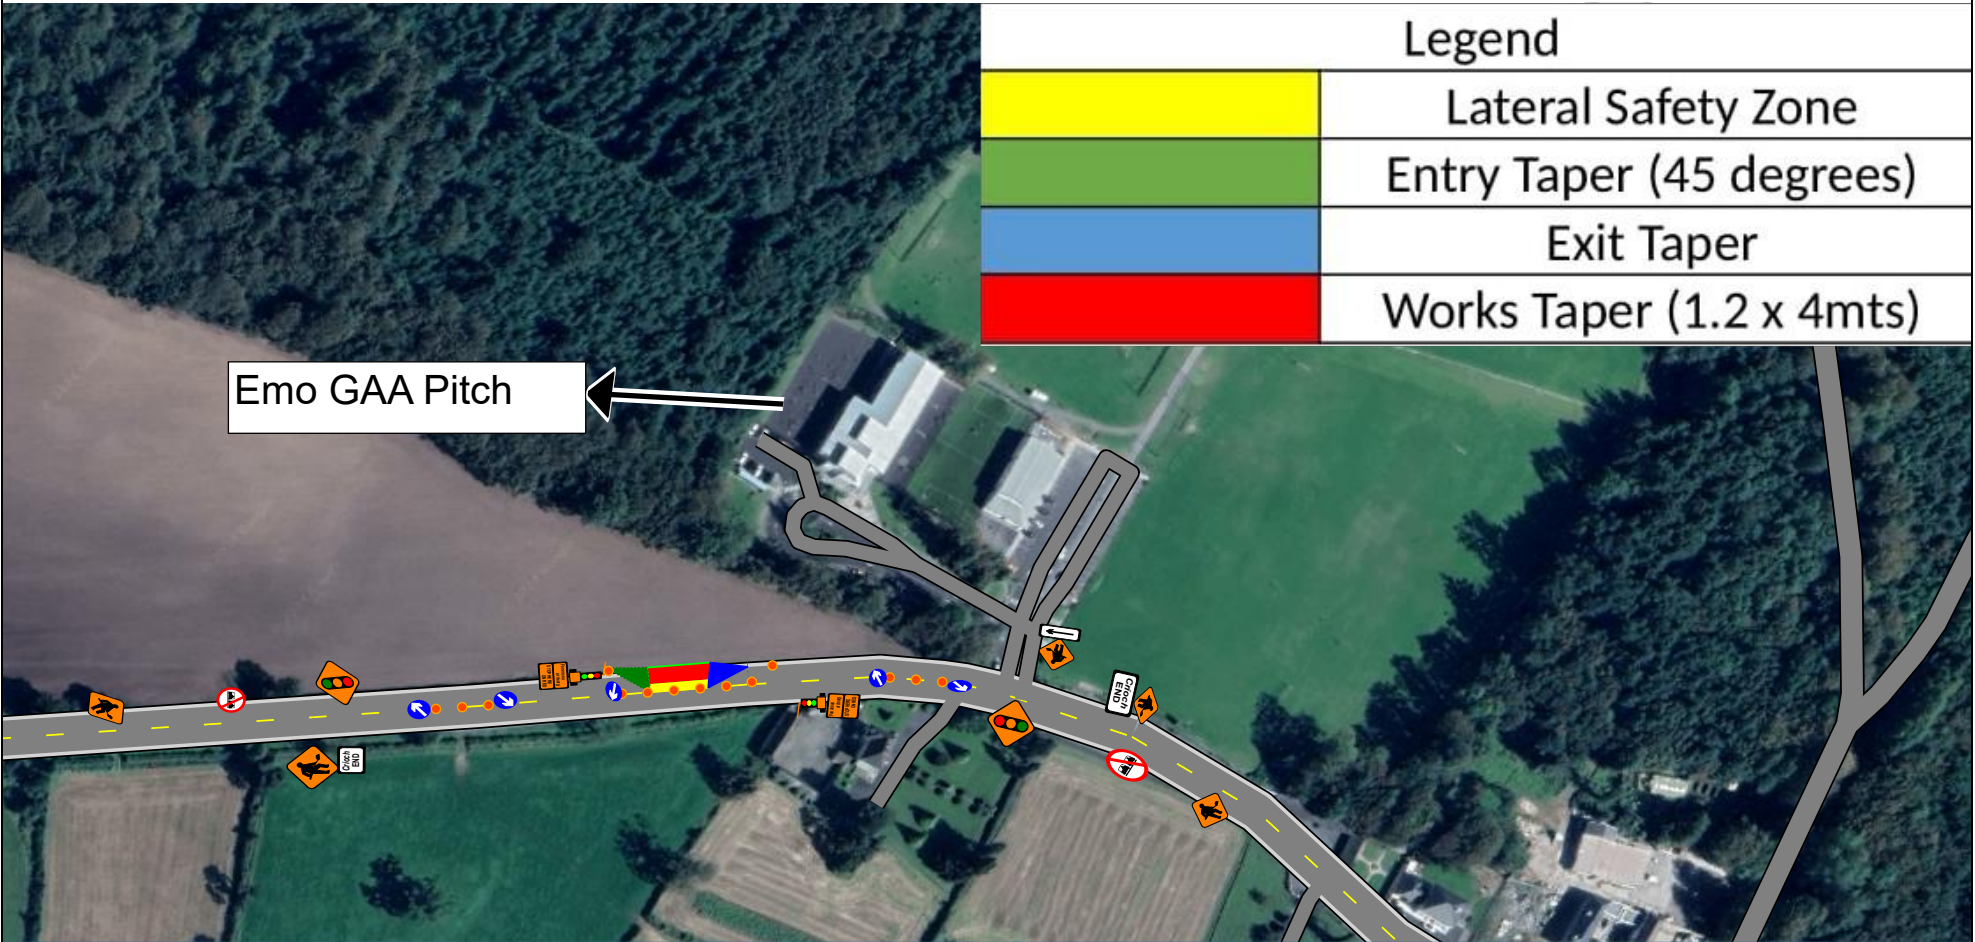 Legend
Lateral Safety Zone
Entry Taper (45 degrees)
Exit Taper
Works Taper (1.2 x 4mts)
Emo GAA Pitch
Críoch
END
Críoch
END